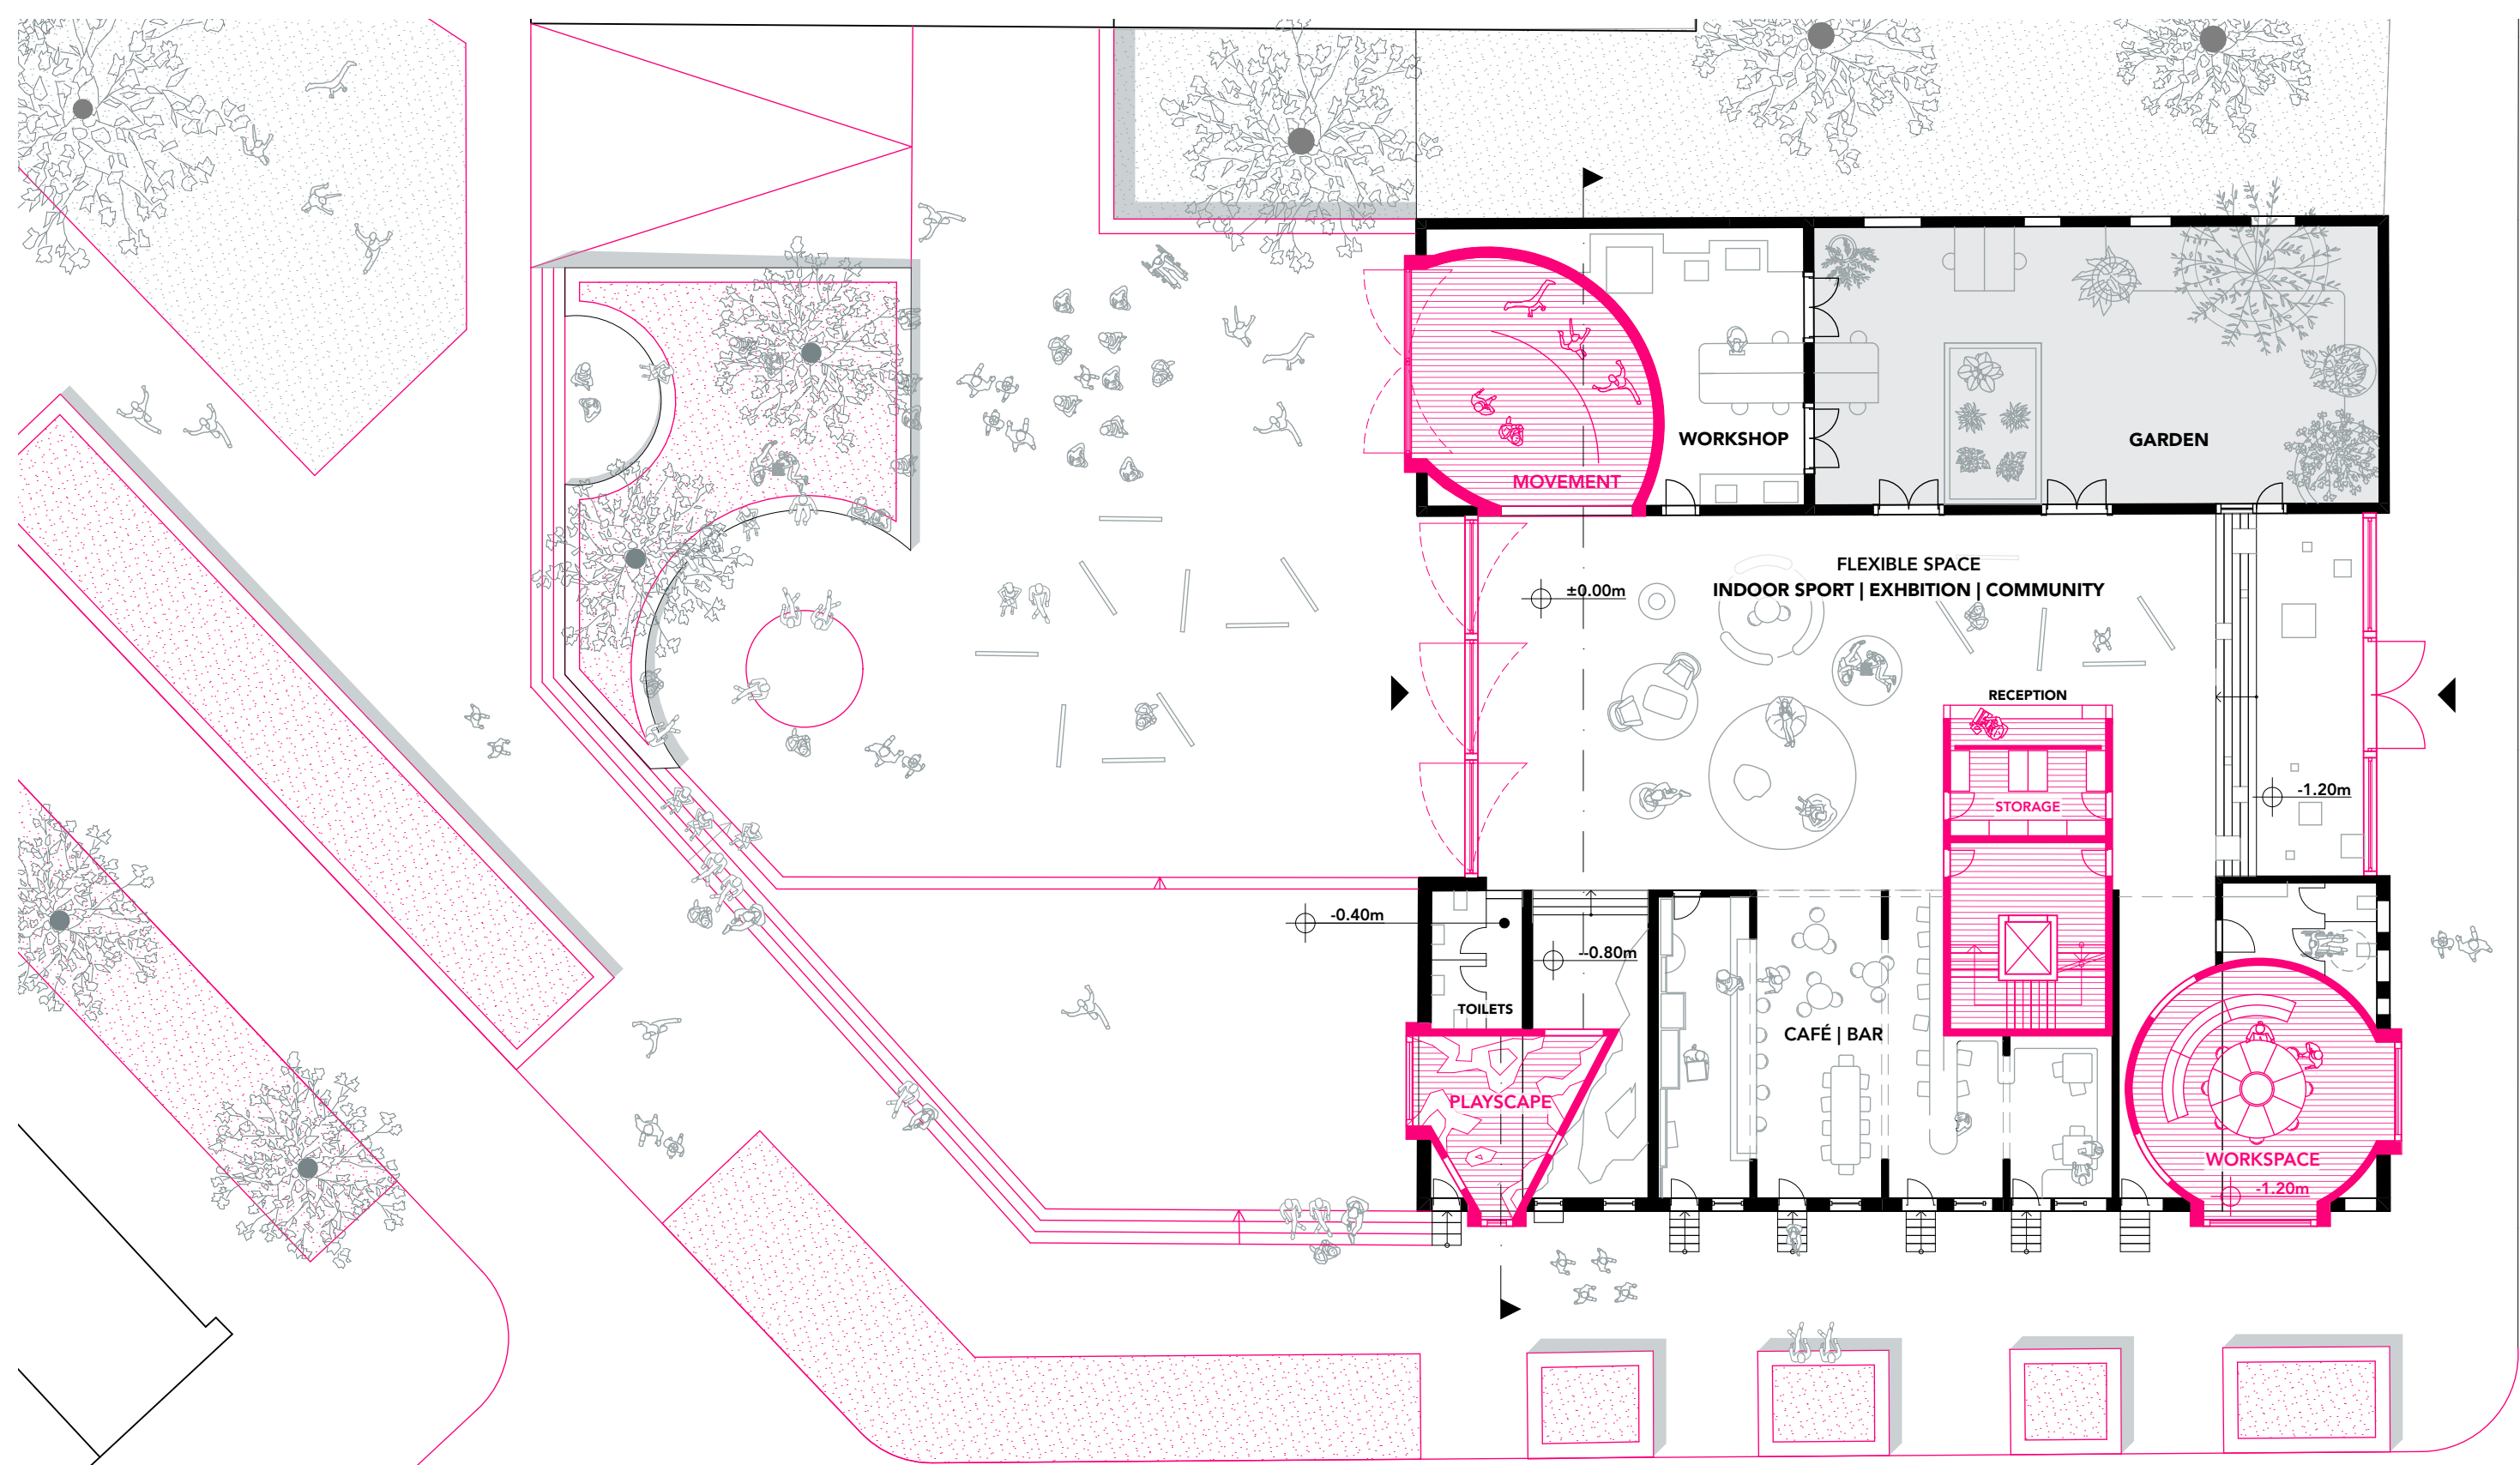 WORKSHOP
GARDEN
MOVEMENT
FLEXIBLE SPACE
INDOOR SPORT | EXHBITION | COMMUNITY
±0.00m
RECEPTION
STORAGE
-1.20m
-0.40m
-0.80m
TOILETS
CAFÉ | BAR
PLAYSCAPE
WORKSPACE
-1.20m